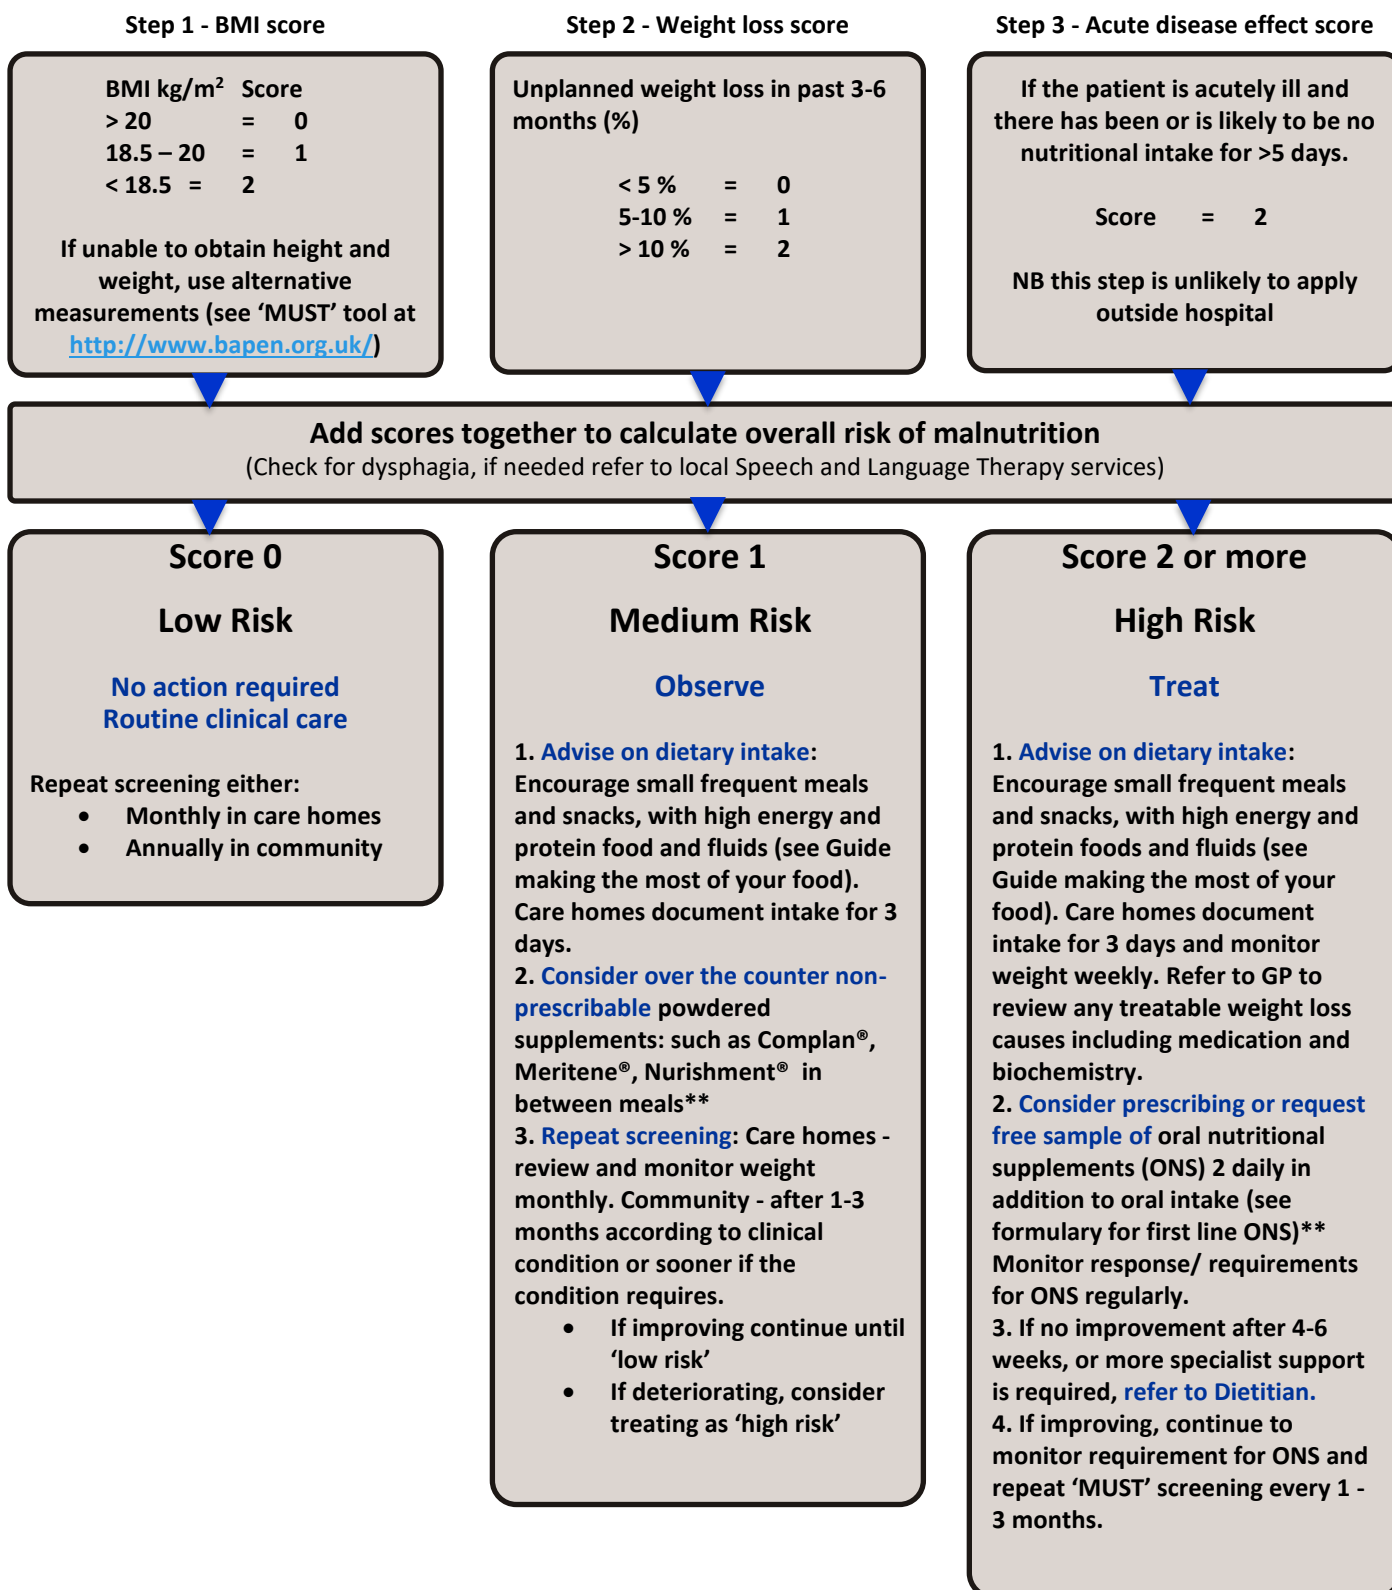 Step 1 - BMI score
BMI kg/m² Score
> 20 = 0
18.5 – 20 = 1
< 18.5 = 2
If unable to obtain height and
weight, use alternative
measurements (see ‘MUST’ tool at
http://www.bapen.org.uk/)
Step 2 - Weight loss score
Unplanned weight loss in past 3-6
months (%)
< 5 % = 0
5-10 % = 1
> 10 % = 2
Step 3 - Acute disease effect score
If the patient is acutely ill and
there has been or is likely to be no
nutritional intake for >5 days.
Score = 2
NB this step is unlikely to apply
outside hospital
Add scores together to calculate overall risk of malnutrition
(Check for dysphagia, if needed refer to local Speech and Language Therapy services)
Score 0
Low Risk
No action required
Routine clinical care
Repeat screening either:
• Monthly in care homes
• Annually in community
Score 1
Medium Risk
Observe
1. Advise on dietary intake:
Encourage small frequent meals
and snacks, with high energy and
protein food and fluids (see Guide
making the most of your food).
Care homes document intake for 3
days.
2. Consider over the counter non-
prescribable powdered
supplements: such as Complan®,
Meritene®, Nurishment® in
between meals**
3. Repeat screening: Care homes -
review and monitor weight
monthly. Community - after 1-3
months according to clinical
condition or sooner if the
condition requires.
• If improving continue until
‘low risk’
• If deteriorating, consider
treating as ‘high risk’
Score 2 or more
High Risk
Treat
1. Advise on dietary intake:
Encourage small frequent meals
and snacks, with high energy and
protein foods and fluids (see
Guide making the most of your
food). Care homes document
intake for 3 days and monitor
weight weekly. Refer to GP to
review any treatable weight loss
causes including medication and
biochemistry.
2. Consider prescribing or request
free sample of oral nutritional
supplements (ONS) 2 daily in
addition to oral intake (see
formulary for first line ONS)**
Monitor response/ requirements
for ONS regularly.
3. If no improvement after 4-6
weeks, or more specialist support
is required, refer to Dietitian.
4. If improving, continue to
monitor requirement for ONS and
repeat ‘MUST’ screening every 1 -
3 months.